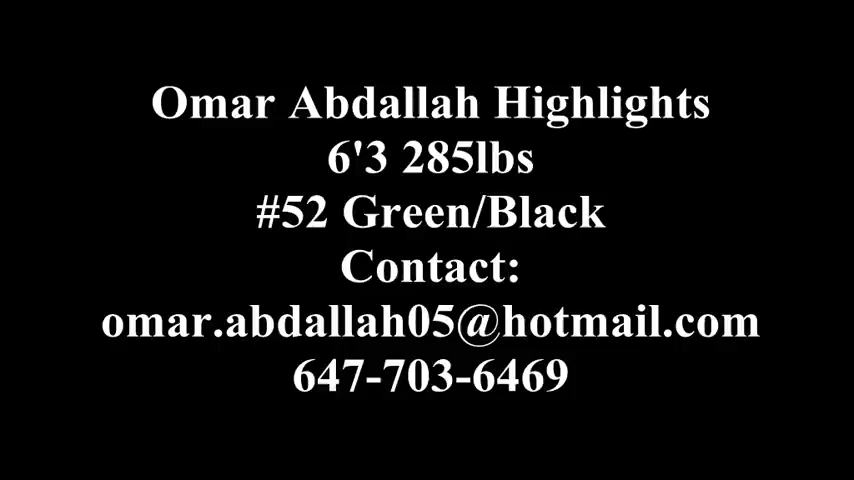 Omar Abdallah Highlights
6'3 285lbs
#52 Green/Black
Contact:
omar.abdallah05@hotmail.com
647-703-6469